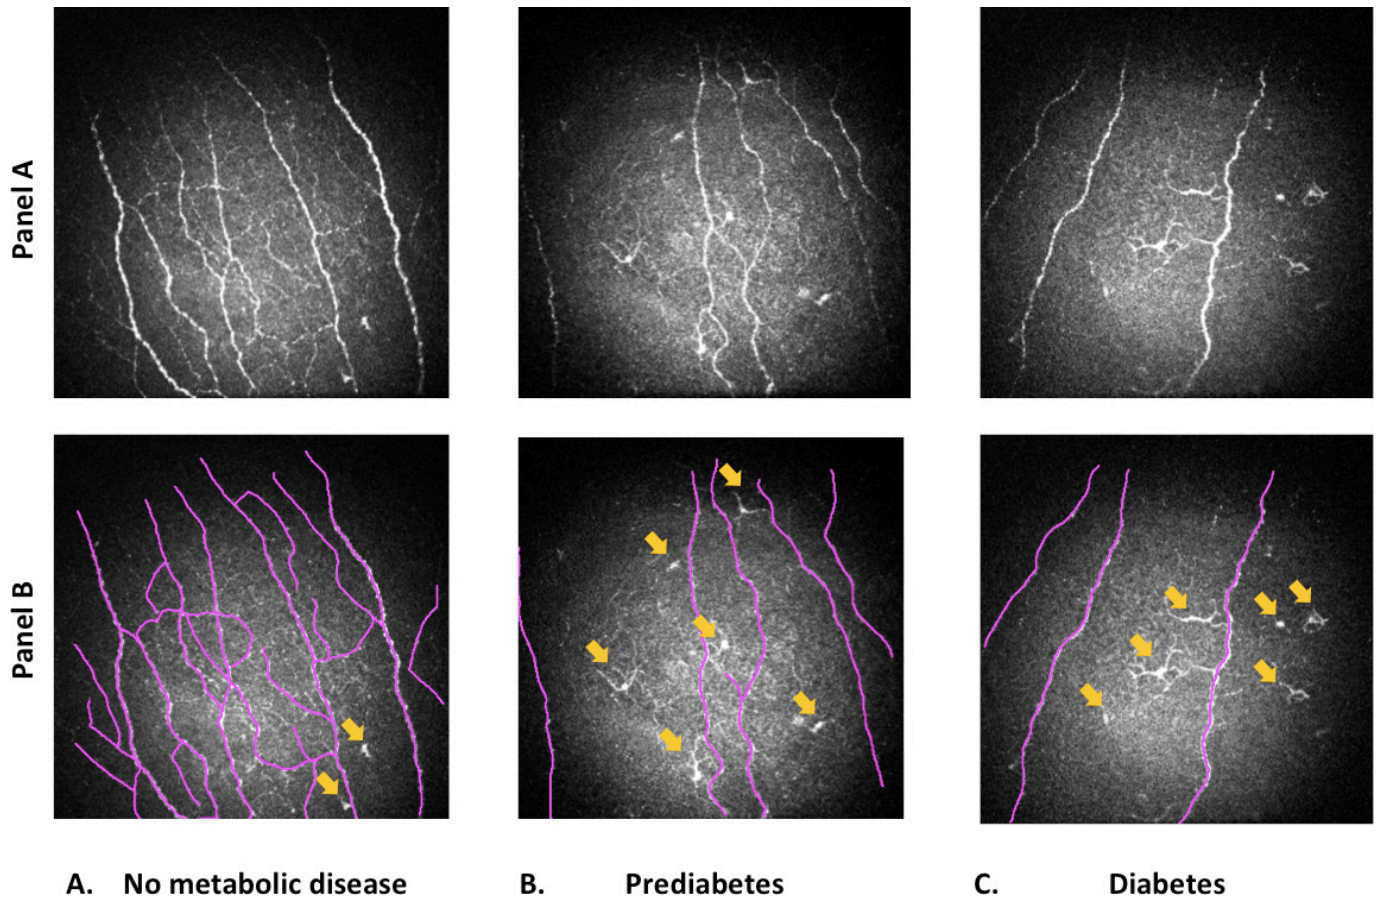 Panel A
Panel B
A. No metabolic disease
B. Prediabetes
C. Diabetes